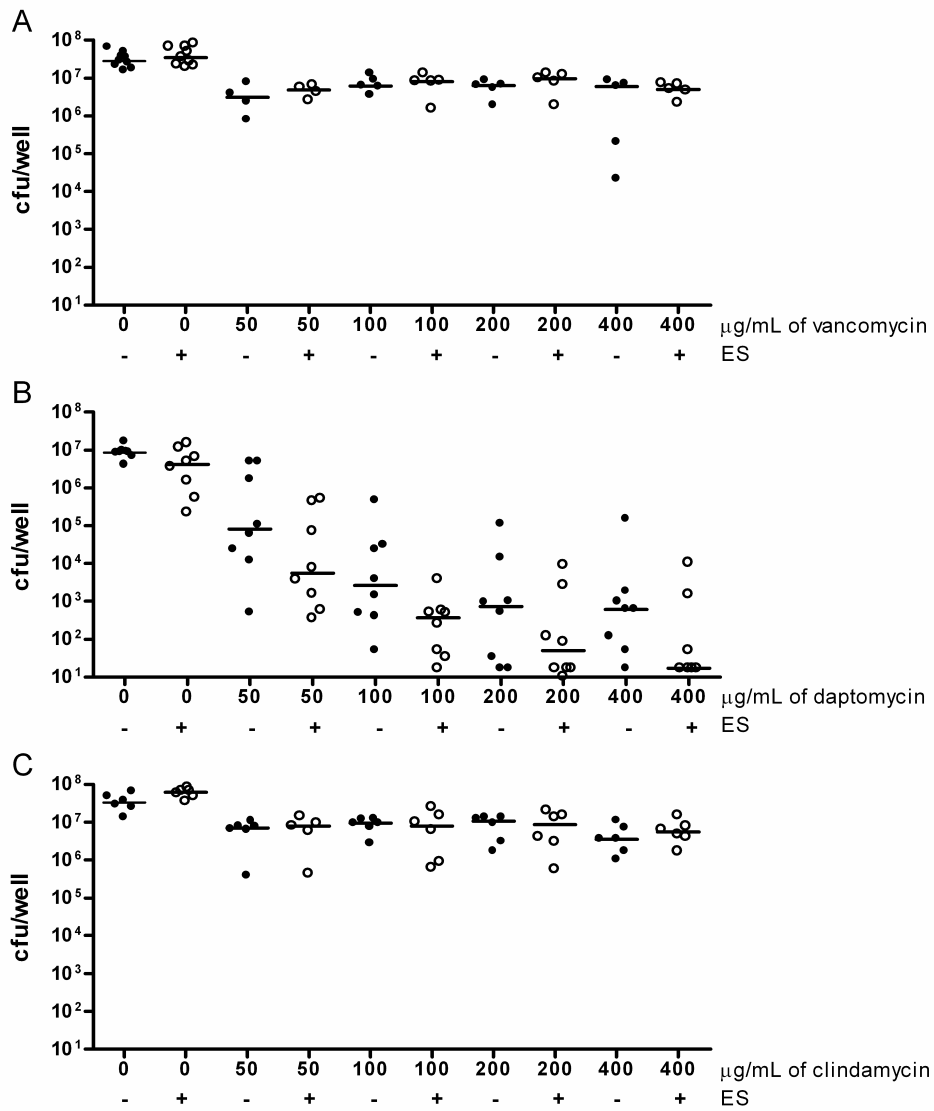 A
10⁸
10⁷
10⁶
10⁵
10⁴
10³
10²
10¹
cfu/well
0 0 50 50 100 100 200 200 400 400 μg/mL of vancomycin
- + - + - + - + - + ES
B
10⁸
10⁷
10⁶
10⁵
10⁴
10³
10²
10¹
cfu/well
0 0 50 50 100 100 200 200 400 400 μg/mL of daptomycin
- + - + - + - + - + ES
C
10⁸
10⁷
10⁶
10⁵
10⁴
10³
10²
10¹
cfu/well
0 0 50 50 100 100 200 200 400 400 μg/mL of clindamycin
- + - + - + - + - + ES